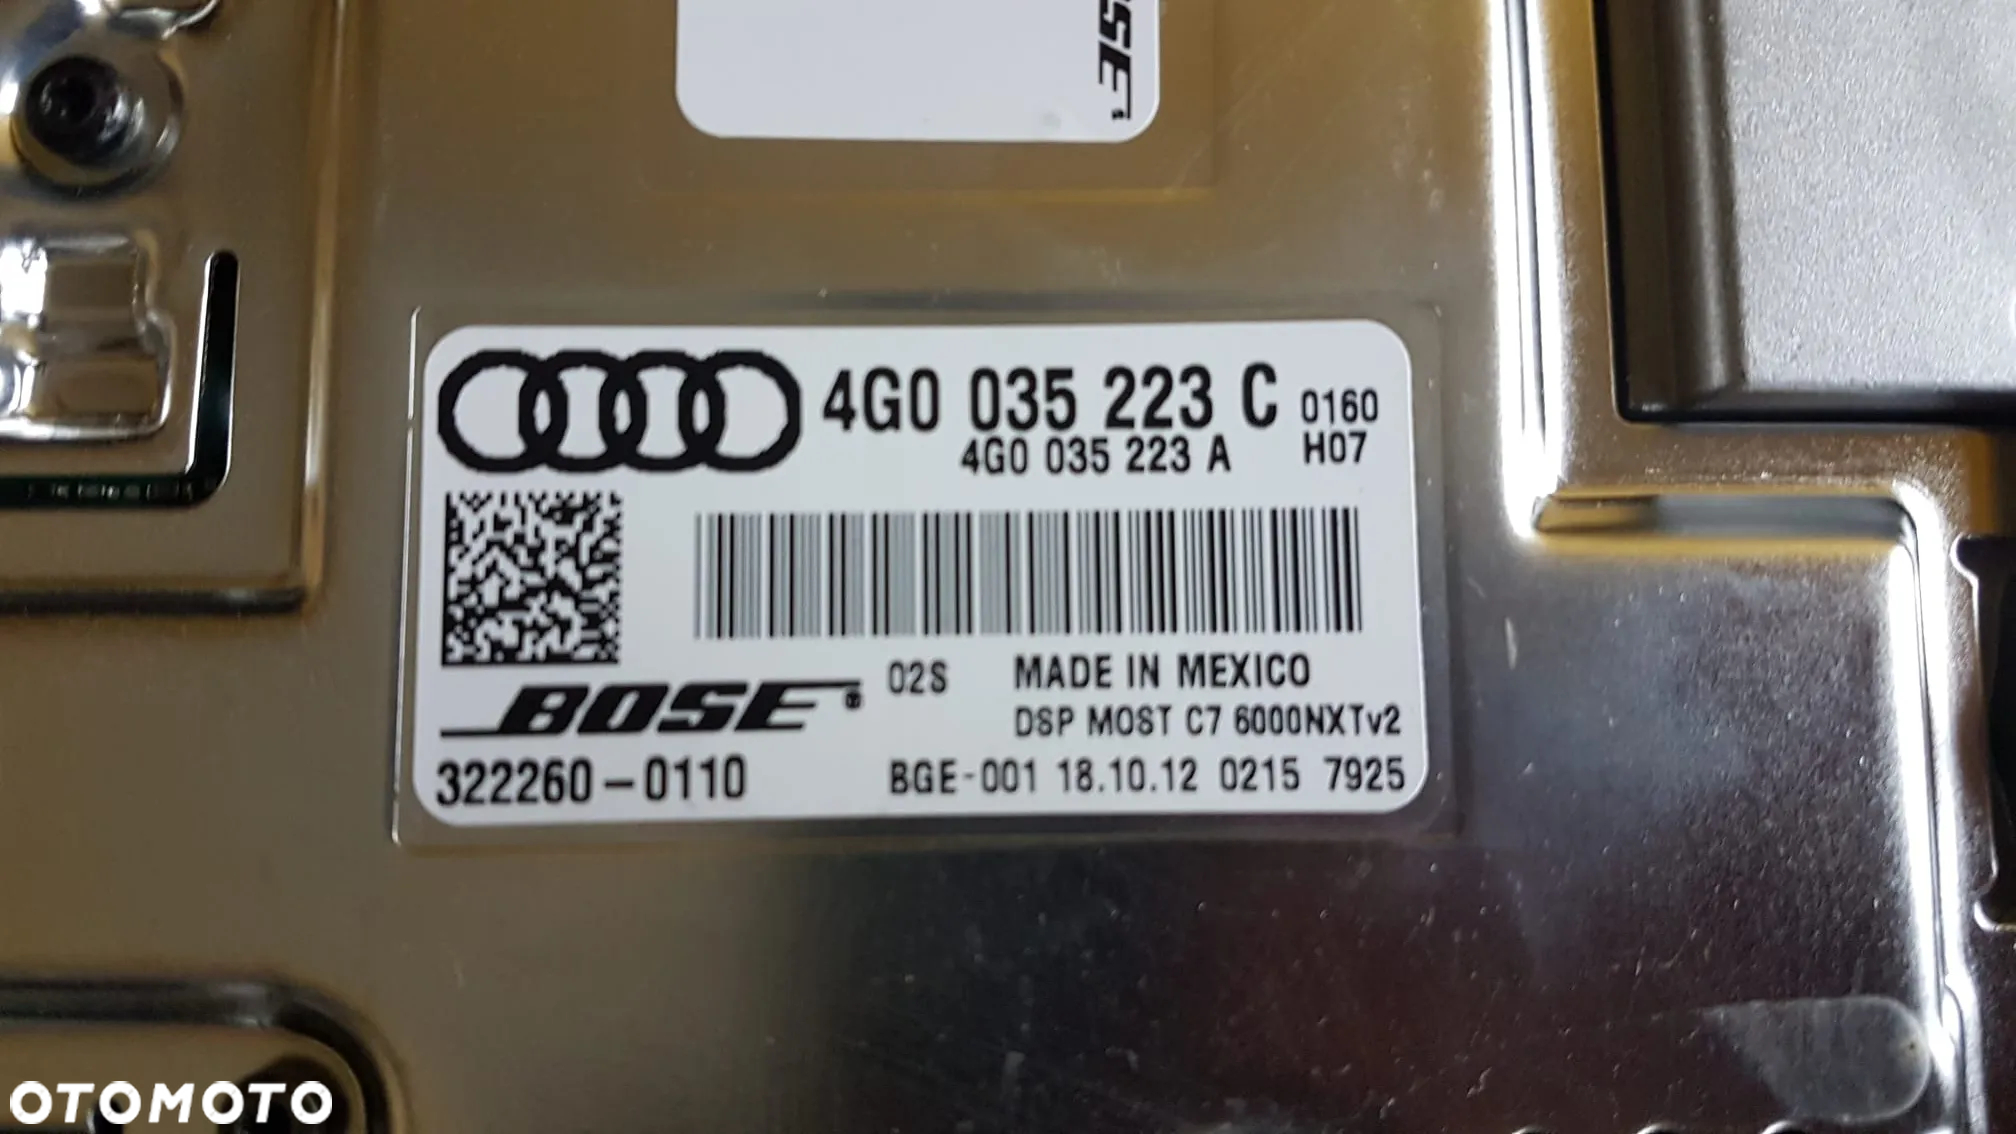 BOSE
4G0 035 223 C 0160
4G0 035 223 A H07
BOSE® 02S MADE IN MEXICO
DSP MOST C7 6000NXTv2
322260-0110 BGE-001 18.10.12 0215 7925
OTOMOTO